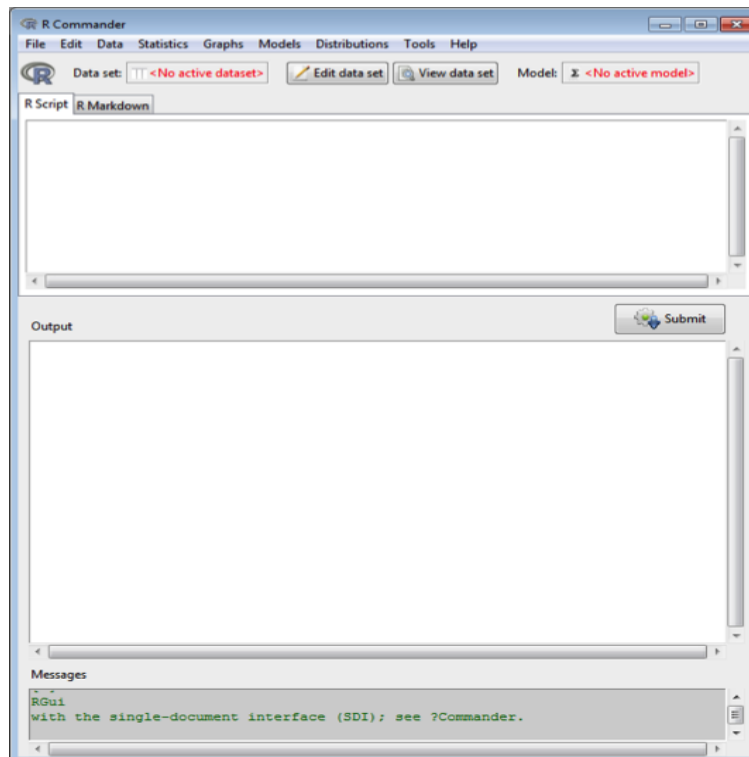 R Commander
File Edit Data Statistics Graphs Models Distributions Tools Help
R Data set: <No active dataset> Edit data set View data set Model: Σ <No active model>
R Script R Markdown
Output Submit
Messages
RGui
with the single-document interface (SDI); see ?Commander.